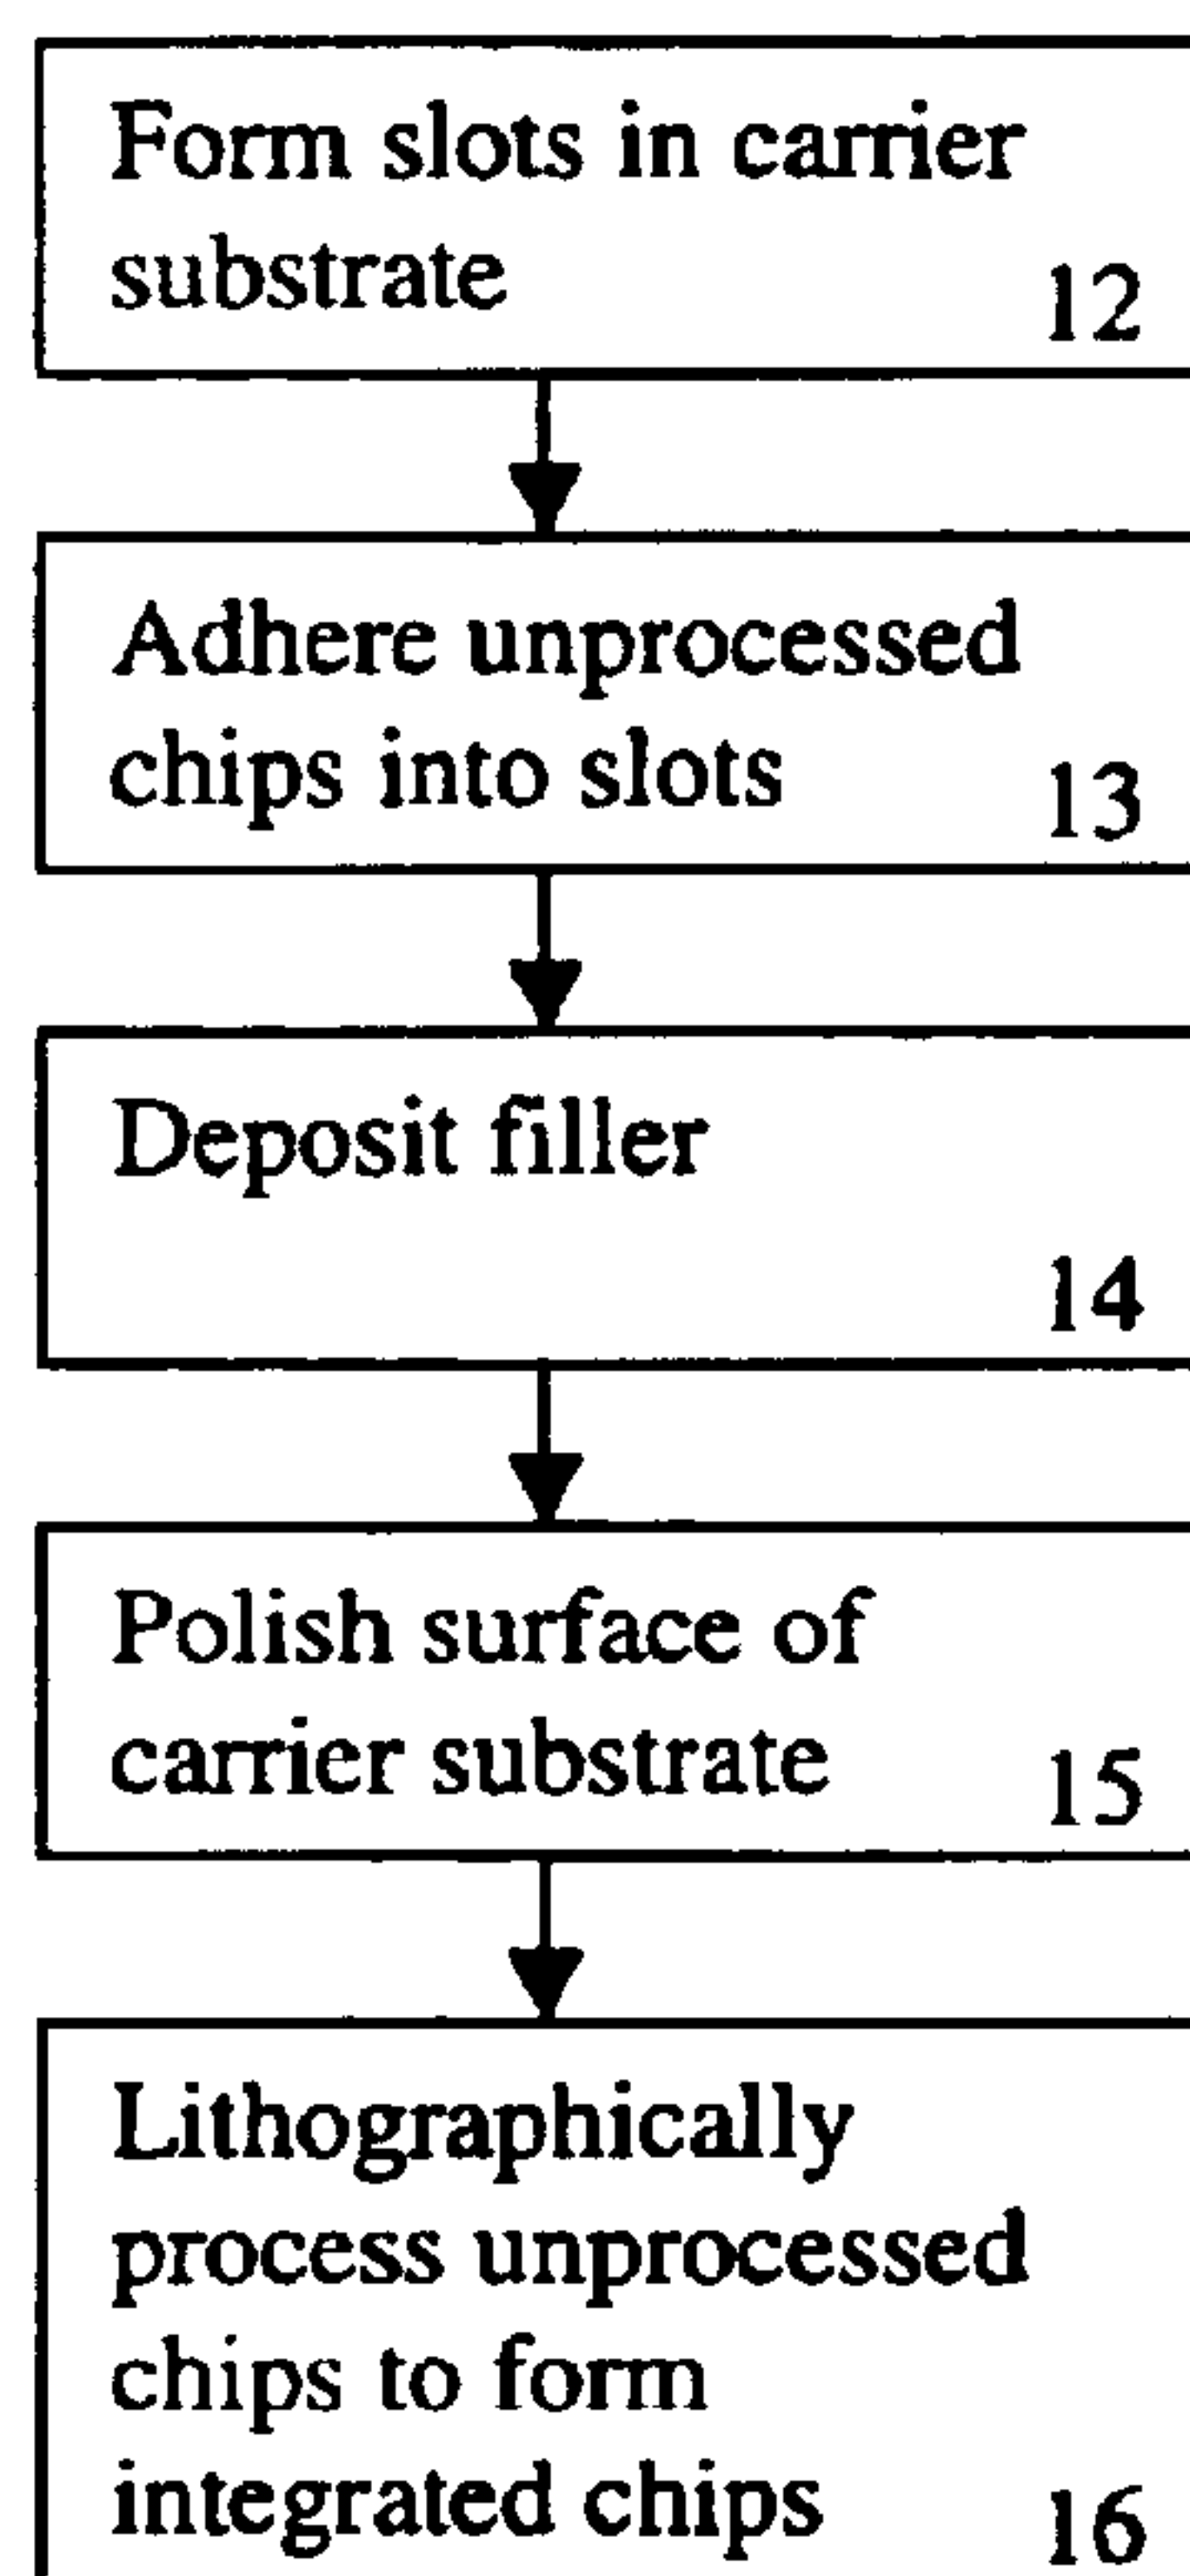 Form slots in carrier
substrate
12
Adhere unprocessed
chips into slots
13
Deposit filler
14
Polish surface of
carrier substrate
15
Lithographically
process unprocessed
chips to form
integrated chips
16